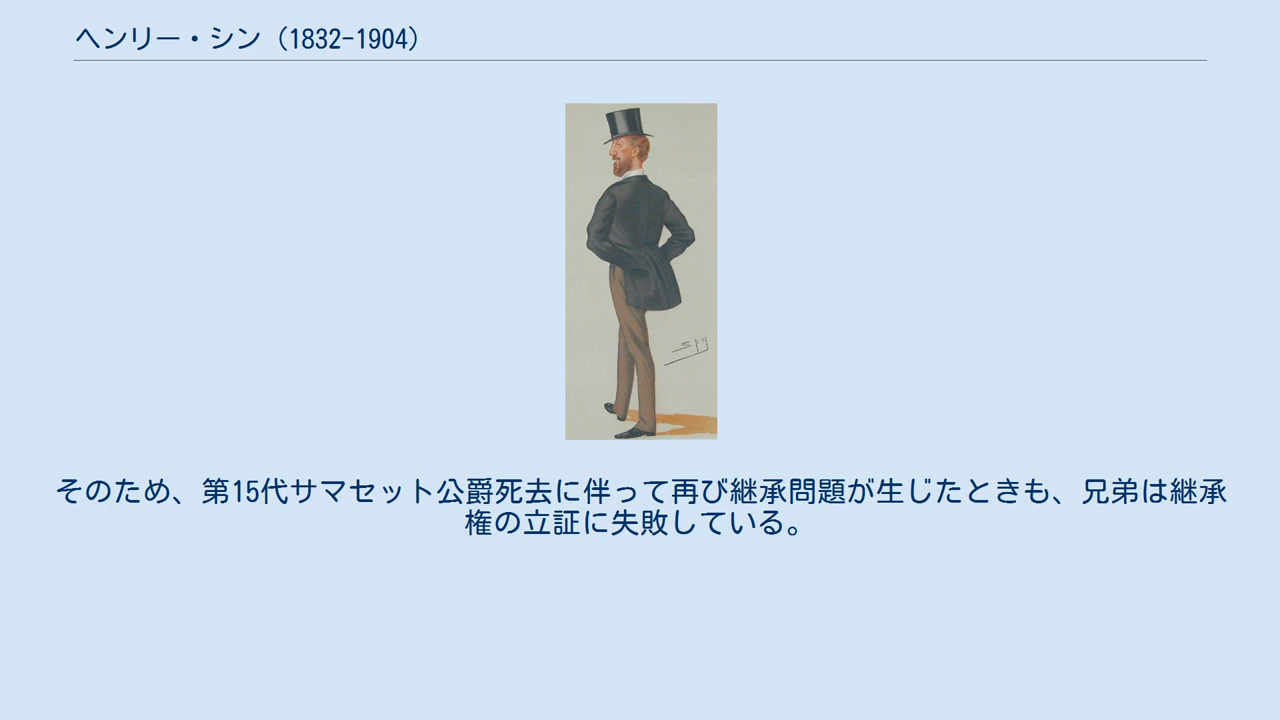 ヘンリー・シン（1832-1904）
spy
そのため、第15代サマセット公爵死去に伴って再び継承問題が生じたときも、兄弟は継承
権の立証に失敗している。